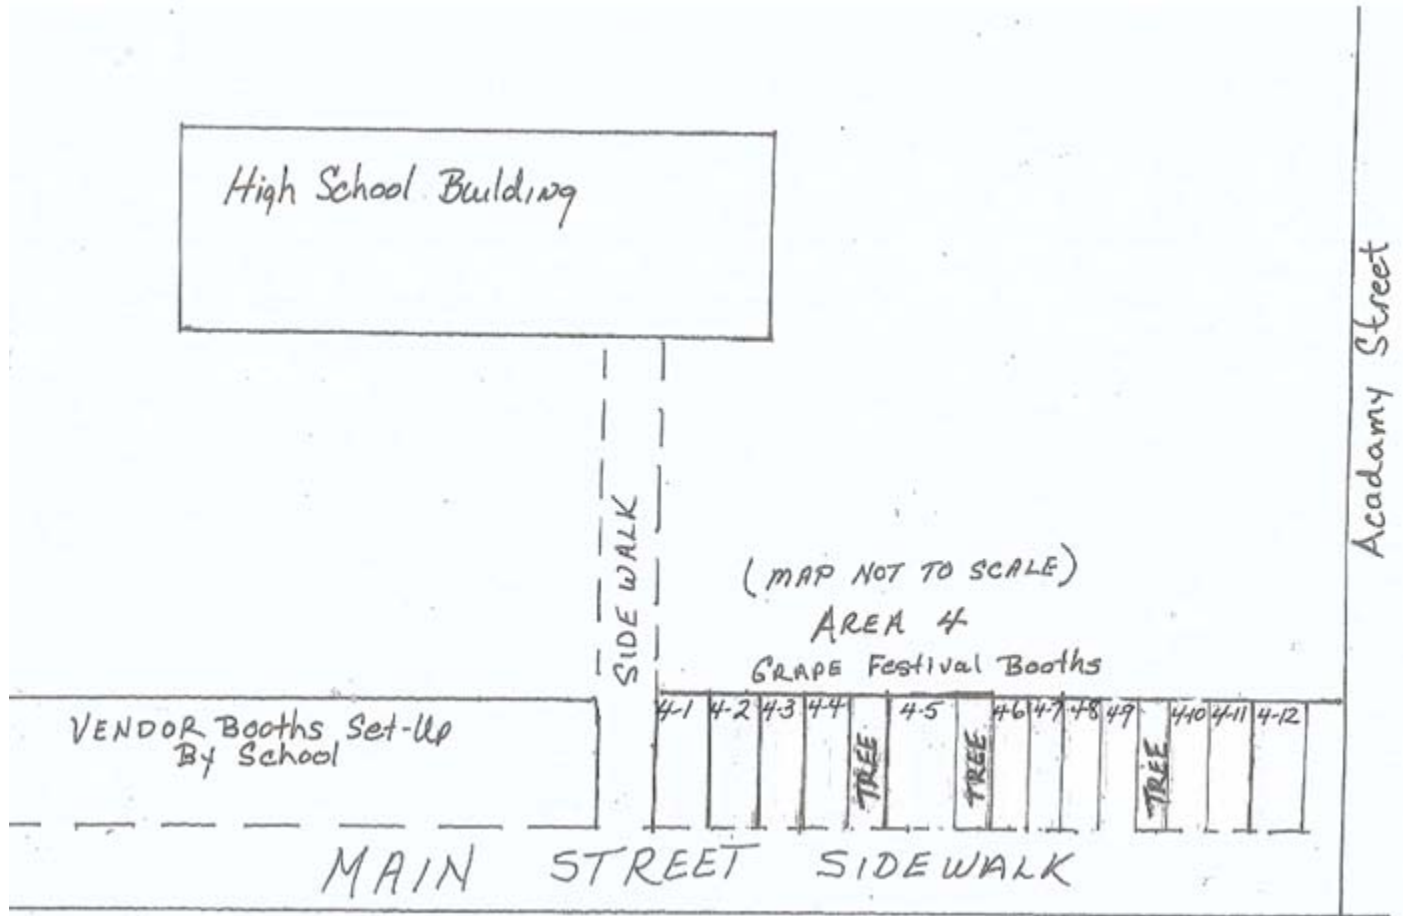 High School Building
Acadamy Street
SIDE WALK
(MAP NOT TO SCALE)
AREA 4
GRAPE Festival Booths
VENDOR Booths Set-Up
By School
4-1 4-2 4-3 4-4 TREE 4-5 TREE 4-6 4-7 4-8 4-9 TREE 4-10 4-11 4-12
MAIN STREET SIDEWALK